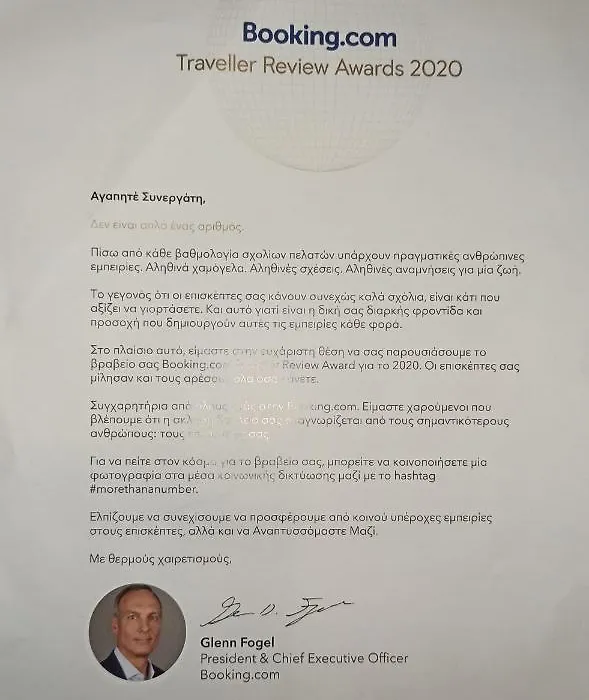 Booking.com
Traveller Review Awards 2020
Αγαπητέ Συνεργάτη,
Δεν είναι απλό ένας αριθμός.
Πίσω από κάθε βαθμολογία σχολίων πελατών υπάρχουν πραγματικές ανθρώπινες
εμπειρίες. Αληθινά χαμόγελα. Αληθινές σχέσεις. Αληθινές αναμνήσεις για μία ζωή.
Το γεγονός ότι οι επισκέπτες σας κάνουν συνεχώς καλά σχόλια, είναι κάτι που
αξίζει να γιορτάσετε. Και αυτό γιατί είναι η δική σας διαρκής φροντίδα και
προσοχή που δημιουργούν αυτές τις εμπειρίες κάθε φορά.
Στο πλαίσιο αυτό, είμαστε στην ευχάριστη θέση να σας παρουσιάσουμε το
βραβείο σας Booking.com Review Award για το 2020. Οι επισκέπτες σας
μίλησαν και τους αρέσει όλα όσα κάνετε.
Συγχαρητήρια από όλους εμάς στην Booking.com. Είμαστε χαρούμενοι που
βλέπουμε ότι η σας αναγνωρίζεται από τους σημαντικότερους
ανθρώπους: τους σας.
Για να πείτε στον κόσμο για το βραβείο σας, μπορείτε να κοινοποιήσετε μία
φωτογραφία στα μέσα κοινωνικής δικτύωσης μαζί με το hashtag
#morethananumber.
Ελπίζουμε να συνεχίσουμε να προσφέρουμε από κοινού υπέροχες εμπειρίες
στους επισκέπτες, αλλά και να Αναπτυσσόμαστε Μαζί.
Με θερμούς χαιρετισμούς,
Glenn Fogel
President & Chief Executive Officer
Booking.com